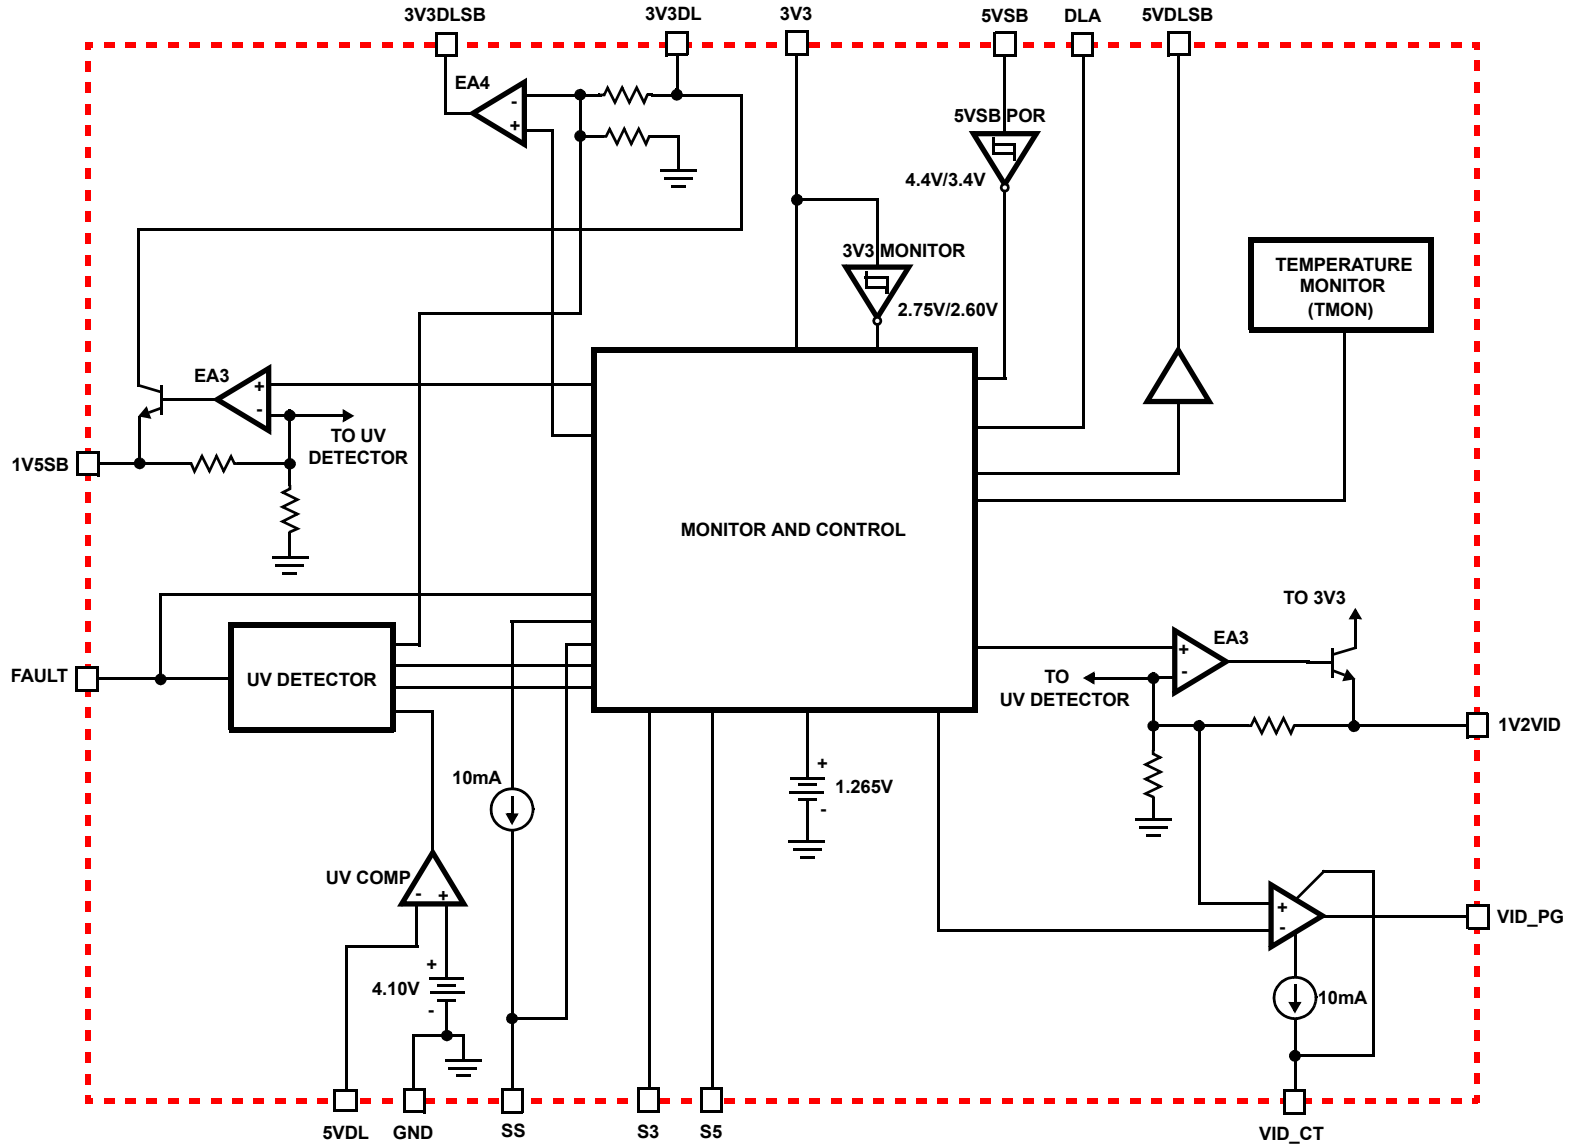 3V3DLSB
3V3DL
3V3
5VSB
DLA
5VDLSB
EA4
-
+
5VSB POR
4.4V/3.4V
3V3 MONITOR
2.75V/2.60V
TEMPERATURE
MONITOR
(TMON)
EA3
+
-
TO UV
DETECTOR
1V5SB
MONITOR AND CONTROL
TO 3V3
EA3
+
-
TO
UV DETECTOR
FAULT
UV DETECTOR
1V2VID
10mA
+
1.265V
-
UV COMP
-
+
+
4.10V
-
+
-
VID_PG
10mA
5VDL
GND
SS
S3
S5
VID_CT